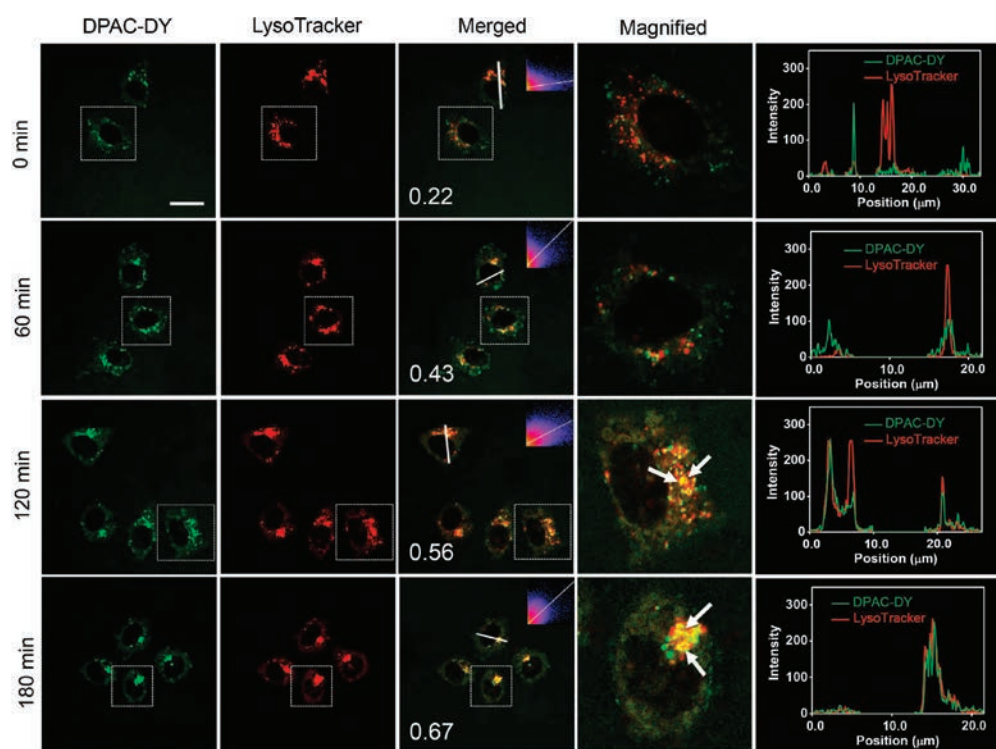 DPAC-DY LysoTracker Merged Magnified
0 min
0.22
DPAC-DY
LysoTracker
Intensity
300
200
100
0
0.0 10.0 20.0 30.0
Position (μm)
60 min
0.43
DPAC-DY
LysoTracker
Intensity
300
200
100
0
0.0 10.0 20.0
Position (μm)
120 min
0.56
DPAC-DY
LysoTracker
Intensity
300
200
100
0
0.0 10.0 20.0
Position (μm)
180 min
0.67
DPAC-DY
LysoTracker
Intensity
300
200
100
0
0.0 10.0 20.0
Position (μm)